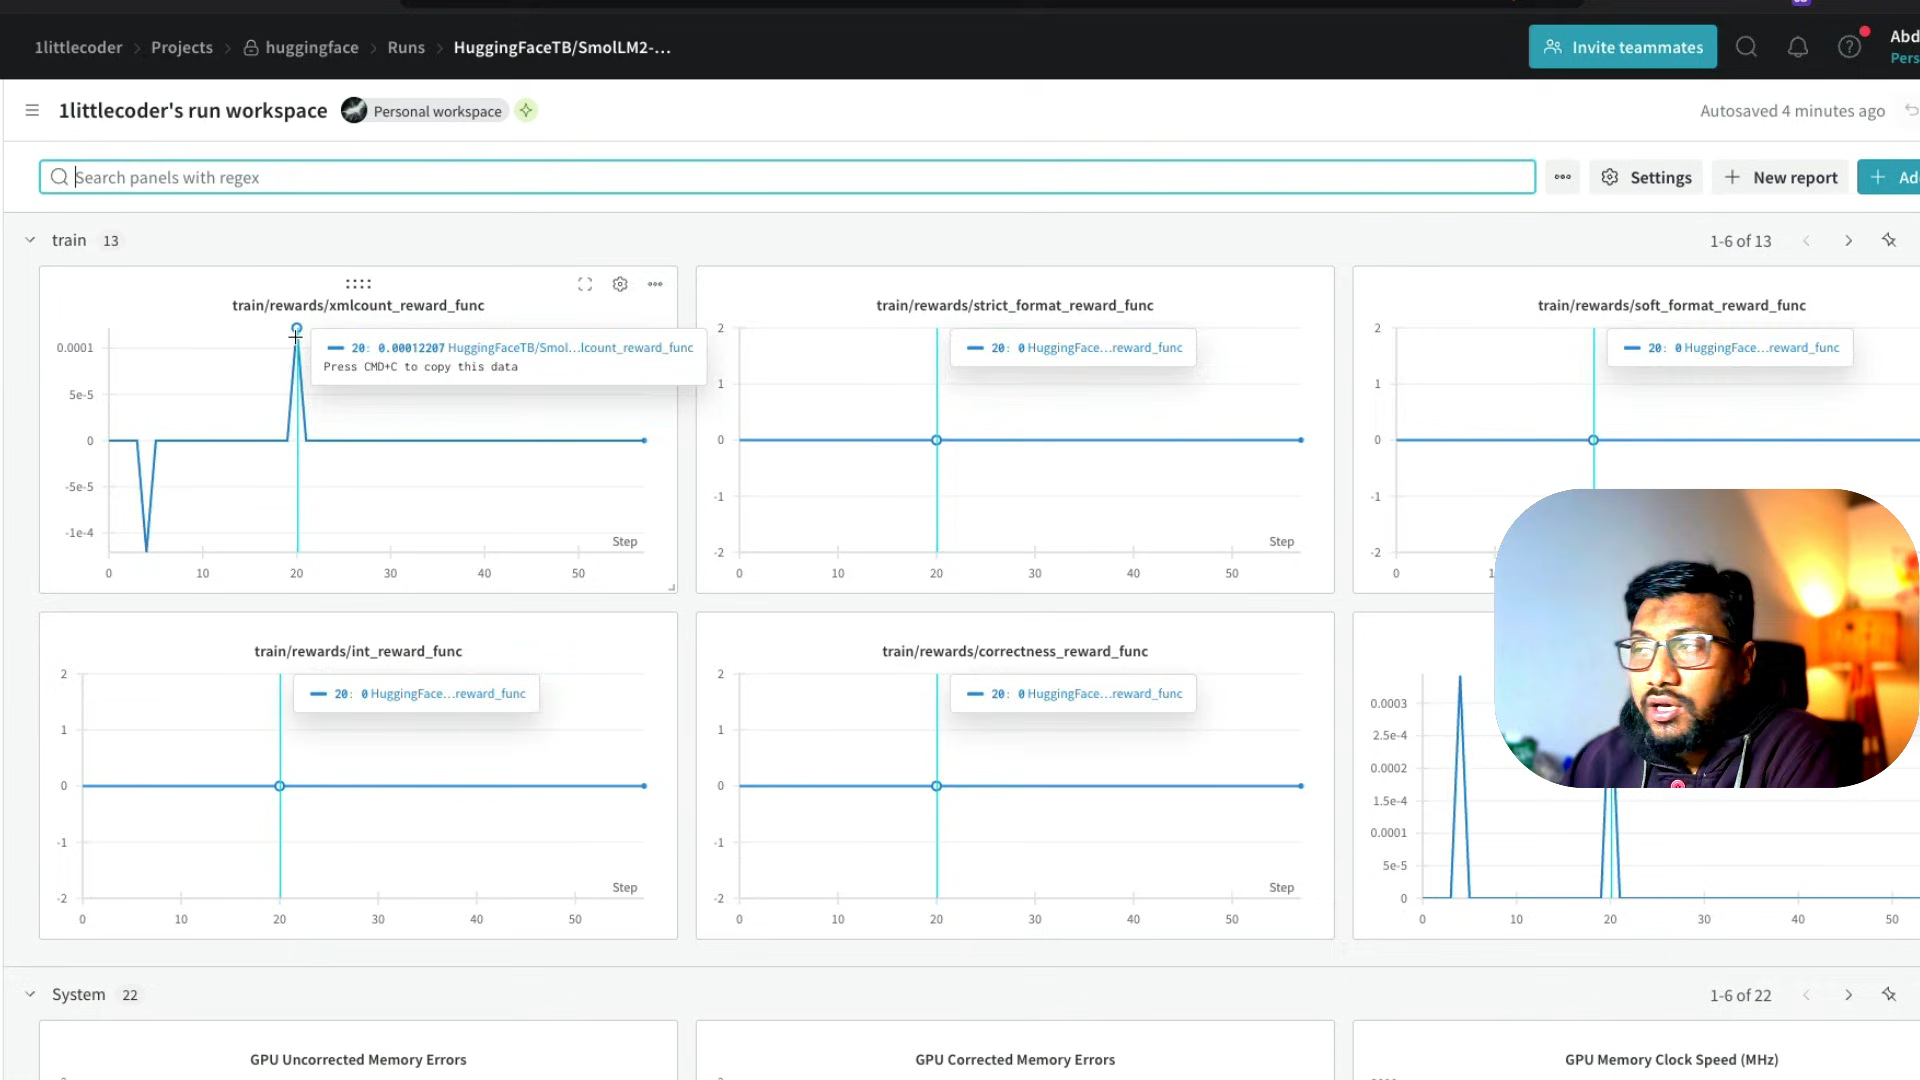 1littlecoder > Projects > huggingface > Runs > HuggingFaceTB/SmolLM2-...
Invite teammates
Abd
Pers
1littlecoder's run workspace
Personal workspace
Autosaved 4 minutes ago
Search panels with regex
Settings
New report
Ad
train 13
1-6 of 13
train/rewards/xmlcount_reward_func
20: 0.00012207 HuggingFaceTB/Smol...lcount_reward_func
Press CMD+C to copy this data
0.0001
5e-5
0
-5e-5
-1e-4
Step
0 10 20 30 40 50
train/rewards/strict_format_reward_func
20: 0 HuggingFace...reward_func
2
1
0
-1
-2
Step
0 10 20 30 40 50
train/rewards/soft_format_reward_func
20: 0 HuggingFace...reward_func
2
1
0
-1
-2
0
train/rewards/int_reward_func
20: 0 HuggingFace...reward_func
2
1
0
-1
-2
Step
0 10 20 30 40 50
train/rewards/correctness_reward_func
20: 0 HuggingFace...reward_func
2
1
0
-1
-2
Step
0 10 20 30 40 50
0.0003
2.5e-4
0.0002
1.5e-4
0.0001
5e-5
0
0 10 20 30 40 50
System 22
1-6 of 22
GPU Uncorrected Memory Errors
GPU Corrected Memory Errors
GPU Memory Clock Speed (MHz)